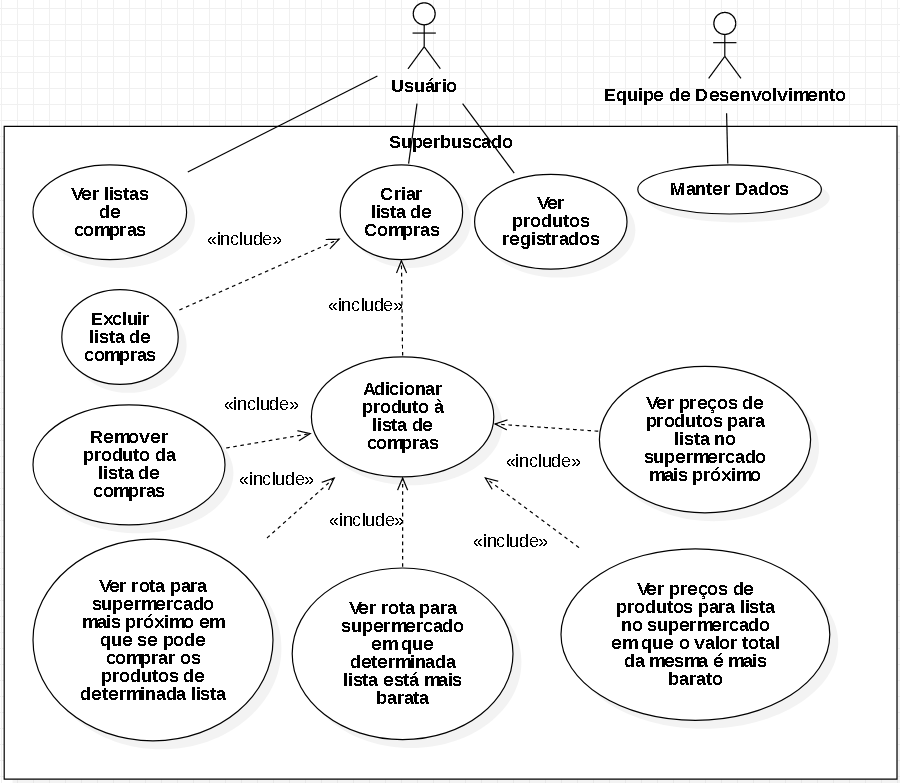 Usuário
Equipe de Desenvolvimento
Superbuscado
Ver listas
de
compras
Criar
lista de
Compras
Ver
produtos
registrados
Manter Dados
«include»
Excluir
lista de
compras
«include»
Adicionar
produto à
lista de
compras
«include»
Remover
produto da
lista de
compras
Ver preços de
produtos para
lista no
supermercado
mais próximo
«include»
«include»
«include»
«include»
Ver rota para
supermercado
mais próximo em
que se pode
comprar os
produtos de
determinada lista
Ver rota para
supermercado
em que
determinada
lista está mais
barata
Ver preços de
produtos para lista
no supermercado
em que o valor total
da mesma é mais
barato